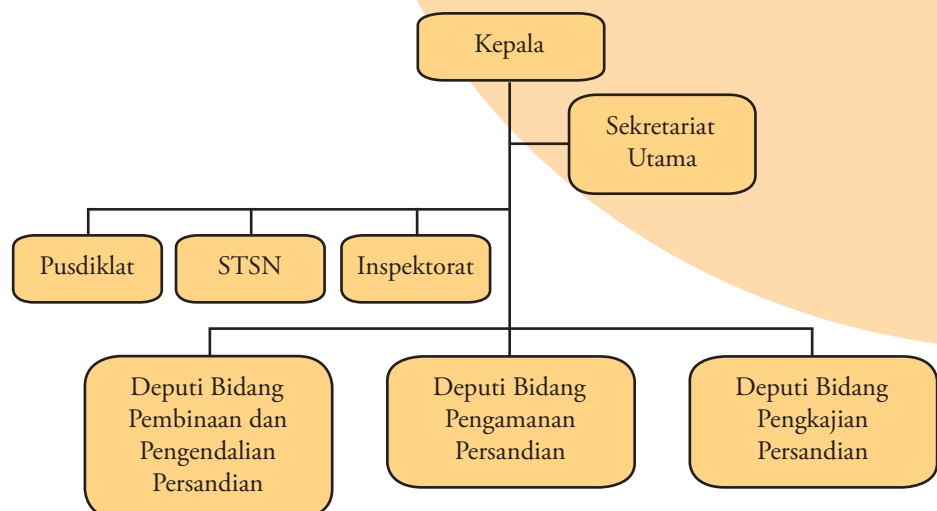 Kepala
Sekretariat
Utama
Pusdiklat
STSN
Inspektorat
Deputi Bidang
Pembinaan dan
Pengendalian
Persandian
Deputi Bidang
Pengamanan
Persandian
Deputi Bidang
Pengkajian
Persandian